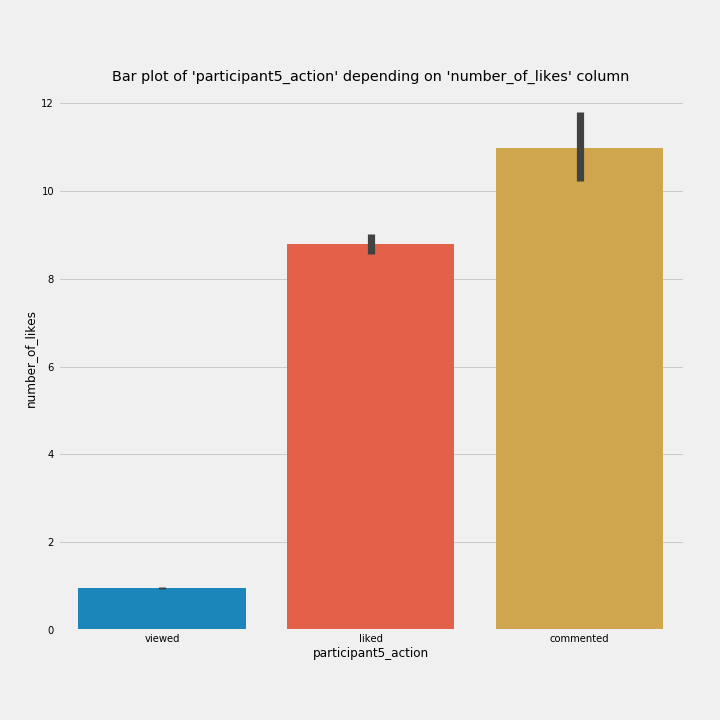 Bar plot of 'participant5_action' depending on 'number_of_likes' column
12
10
8
6
4
2
0
number_of_likes
viewed
liked
commented
participant5_action